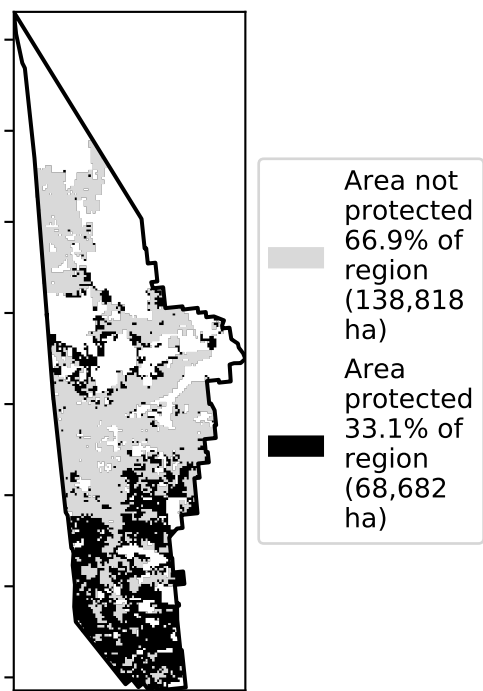 Area not
protected
66.9% of
region
(138,818
ha)
Area
protected
33.1% of
region
(68,682
ha)